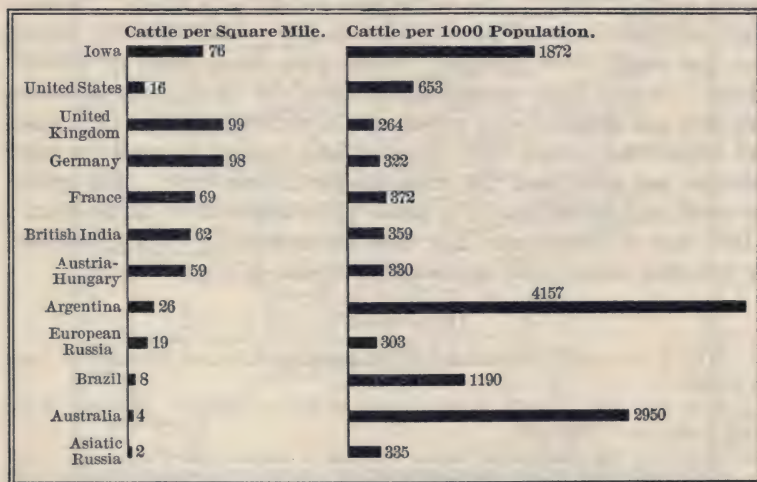 Cattle per Square Mile. Cattle per 1000 Population.
Iowa 76 1872
United States 16 653
United
Kingdom 99 264
Germany 98 322
France 69 372
British India 62 359
Austria-
Hungary 59 330
Argentina 26 4157
European
Russia 19 303
Brazil 8 1190
Australia 4 2950
Asiatic
Russia 2 335